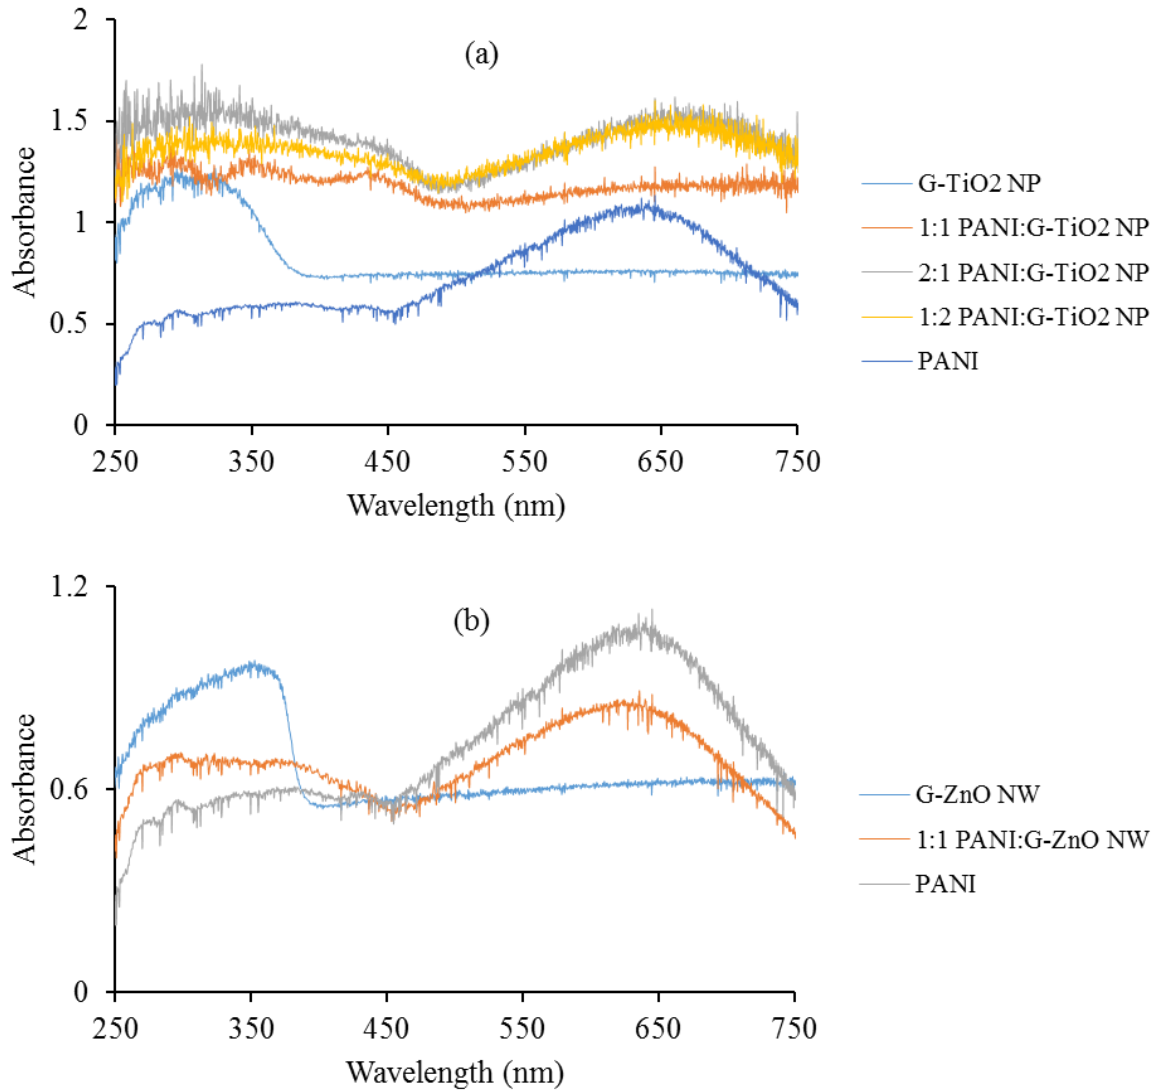 2
(a)
1.5
1
0.5
0
Absorbance
250 350 450 550 650 750
Wavelength (nm)
G-TiO2 NP
1:1 PANI:G-TiO2 NP
2:1 PANI:G-TiO2 NP
1:2 PANI:G-TiO2 NP
PANI
1.2
(b)
0.6
0
Absorbance
250 350 450 550 650 750
Wavelength (nm)
G-ZnO NW
1:1 PANI:G-ZnO NW
PANI